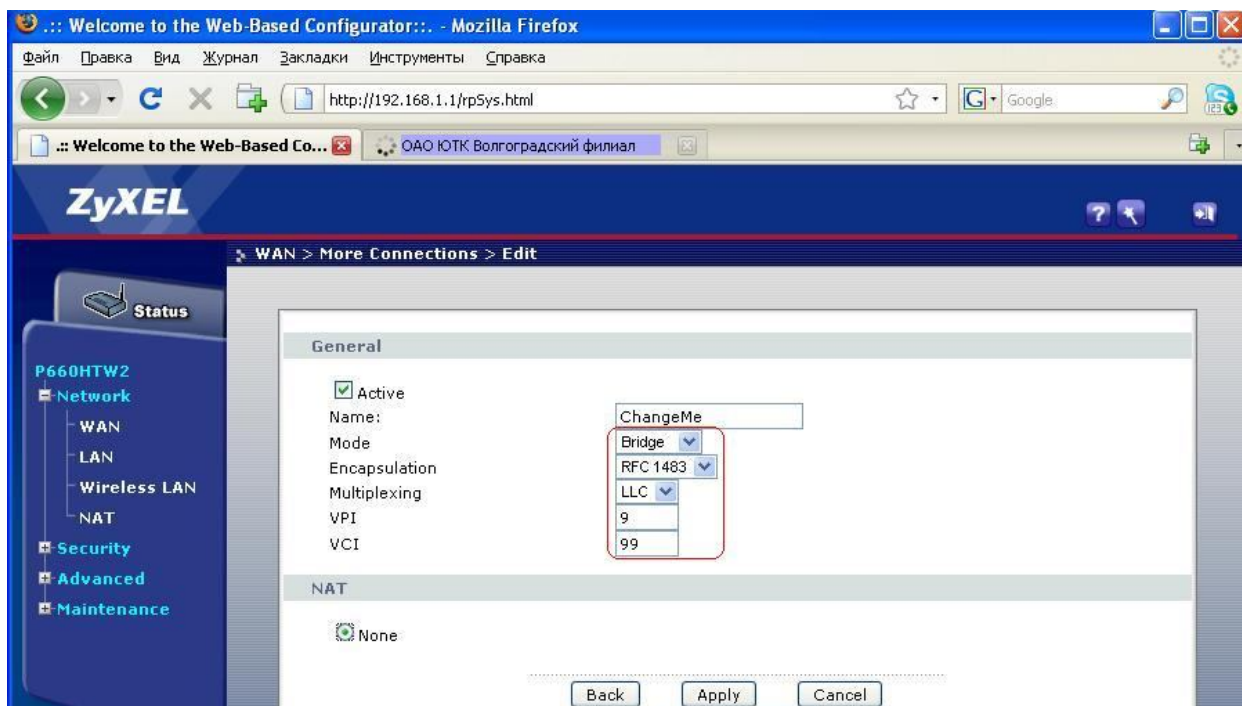 .:: Welcome to the Web-Based Configurator::. - Mozilla Firefox
Файл Правка Вид Журнал Закладки Инструменты Справка
http://192.168.1.1/rpSys.html
G Google
.:: Welcome to the Web-Based Co...
ОАО ЮТК Волгоградский филиал
ZyXEL
WAN > More Connections > Edit
Status
P660HTW2
Network
WAN
LAN
Wireless LAN
NAT
Security
Advanced
Maintenance
General
Active
Name: ChangeMe
Mode Bridge
Encapsulation RFC 1483
Multiplexing LLC
VPI 9
VCI 99
NAT
None
Back Apply Cancel